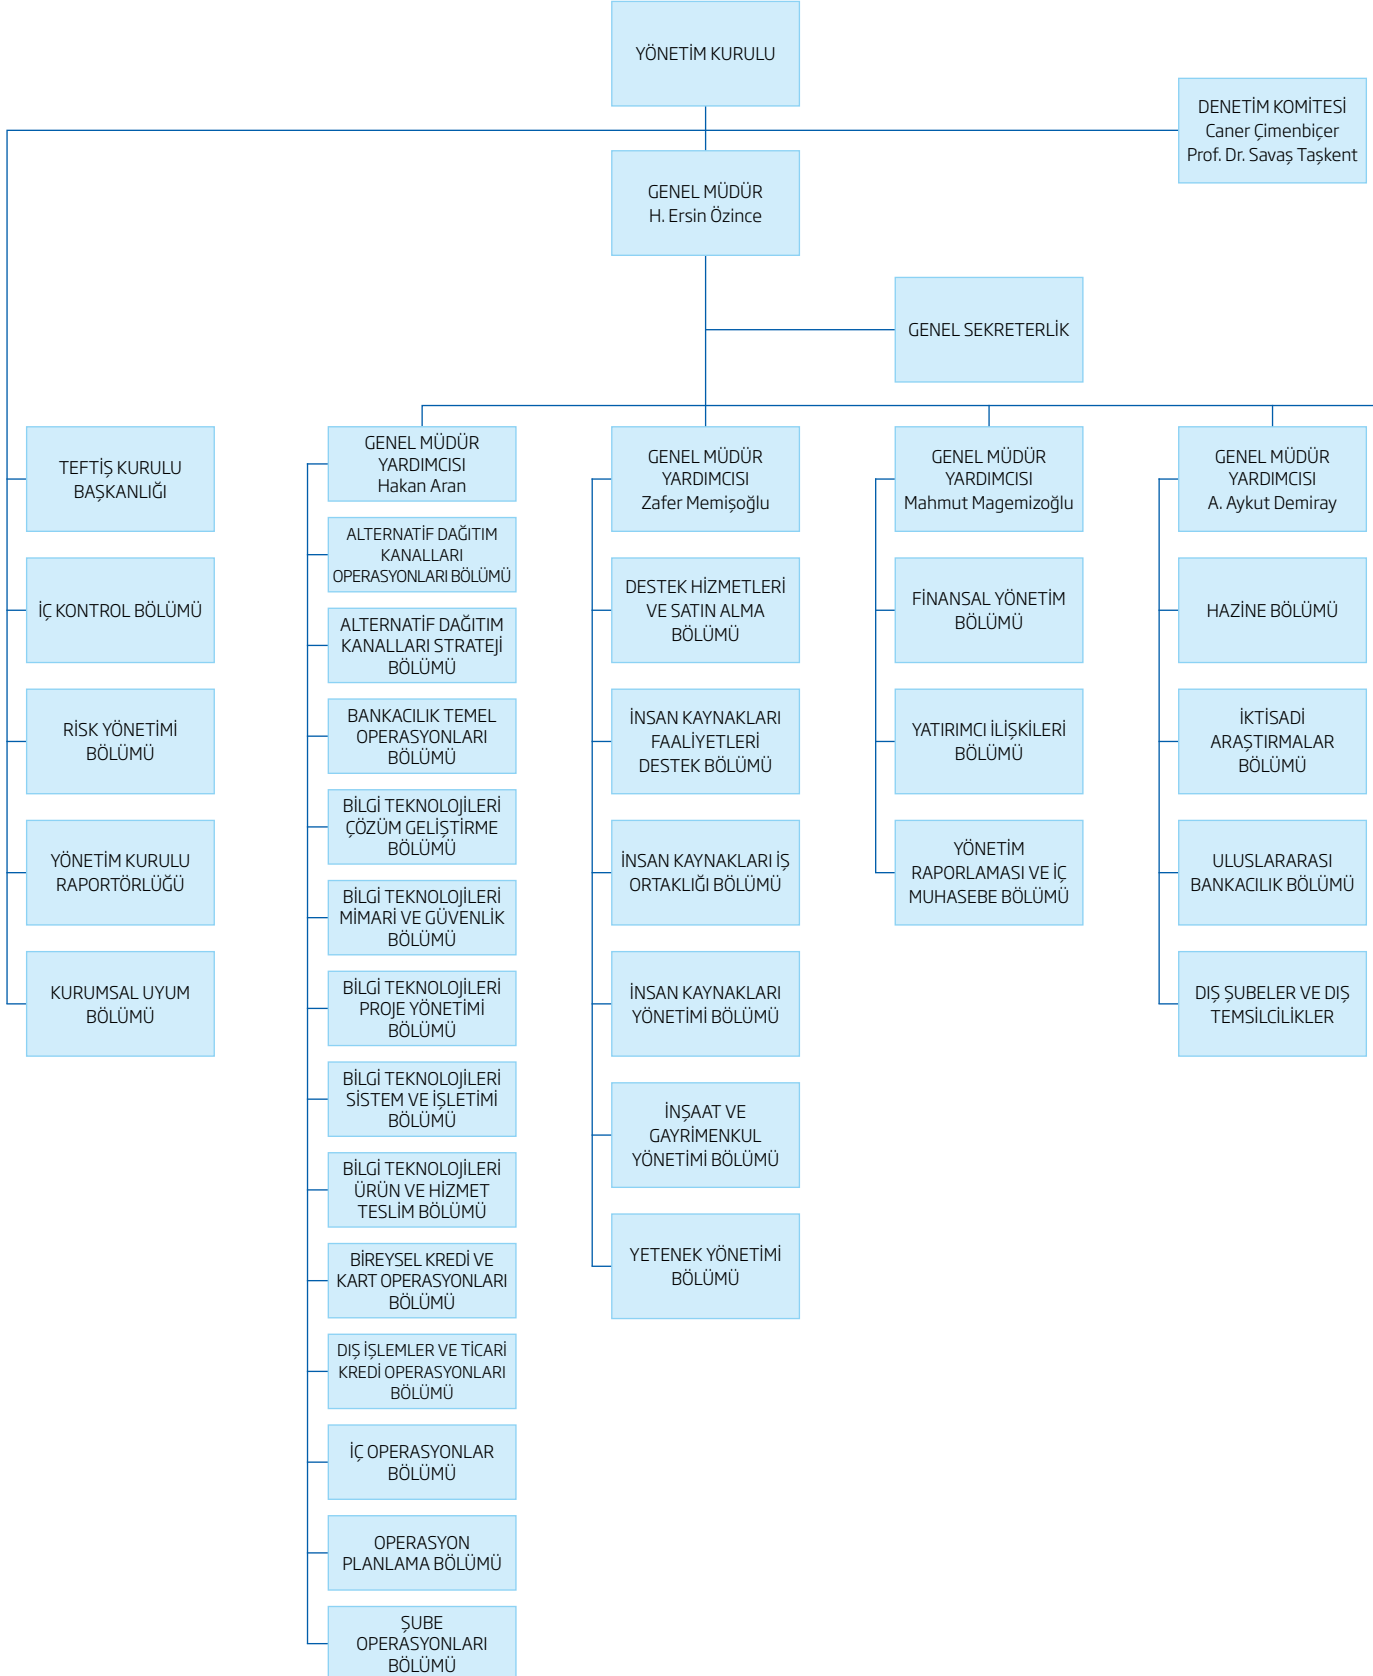 YÖNETİM KURULU
DENETİM KOMİTESİ
Caner Çimenbiçer
Prof. Dr. Savaş Taşkent
GENEL MÜDÜR
H. Ersin Özince
GENEL SEKRETERLİK
TEFTİŞ KURULU
BAŞKANLIĞI
İÇ KONTROL BÖLÜMÜ
RİSK YÖNETİMİ
BÖLÜMÜ
YÖNETİM KURULU
RAPORTÖRLÜĞÜ
KURUMSAL UYUM
BÖLÜMÜ
GENEL MÜDÜR
YARDIMCISI
Hakan Aran
ALTERNATİF DAĞITIM
KANALLARI
OPERASYONLARI BÖLÜMÜ
ALTERNATİF DAĞITIM
KANALLARI STRATEJİ
BÖLÜMÜ
BANKACILIK TEMEL
OPERASYONLARI
BÖLÜMÜ
BİLGİ TEKNOLOJİLERİ
ÇÖZÜM GELİŞTİRME
BÖLÜMÜ
BİLGİ TEKNOLOJİLERİ
MİMARİ VE GÜVENLİK
BÖLÜMÜ
BİLGİ TEKNOLOJİLERİ
PROJE YÖNETİMİ
BÖLÜMÜ
BİLGİ TEKNOLOJİLERİ
SİSTEM VE İŞLETİMİ
BÖLÜMÜ
BİLGİ TEKNOLOJİLERİ
ÜRÜN VE HİZMET
TESLİM BÖLÜMÜ
BİREYSEL KREDİ VE
KART OPERASYONLARI
BÖLÜMÜ
DIŞ İŞLEMLER VE TİCARİ
KREDİ OPERASYONLARI
BÖLÜMÜ
İÇ OPERASYONLAR
BÖLÜMÜ
OPERASYON
PLANLAMA BÖLÜMÜ
ŞUBE
OPERASYONLARI
BÖLÜMÜ
GENEL MÜDÜR
YARDIMCISI
Zafer Memişoğlu
DESTEK HİZMETLERİ
VE SATIN ALMA
BÖLÜMÜ
İNSAN KAYNAKLARI
FAALİYETLERİ
DESTEK BÖLÜMÜ
İNSAN KAYNAKLARI İŞ
ORTAKLIĞI BÖLÜMÜ
İNSAN KAYNAKLARI
YÖNETİMİ BÖLÜMÜ
İNŞAAT VE
GAYRİMENKUL
YÖNETİMİ BÖLÜMÜ
YETENEK YÖNETİMİ
BÖLÜMÜ
GENEL MÜDÜR
YARDIMCISI
Mahmut Magemizoğlu
FİNANSAL YÖNETİM
BÖLÜMÜ
YATIRIMCI İLİŞKİLERİ
BÖLÜMÜ
YÖNETİM
RAPORLAMASI VE İÇ
MUHASEBE BÖLÜMÜ
GENEL MÜDÜR
YARDIMCISI
A. Aykut Demiray
HAZİNE BÖLÜMÜ
İKTİSADİ
ARAŞTIRMALAR
BÖLÜMÜ
ULUSLARARASI
BANKACILIK BÖLÜMÜ
DIŞ ŞUBELER VE DIŞ
TEMSİLCİLİKLER